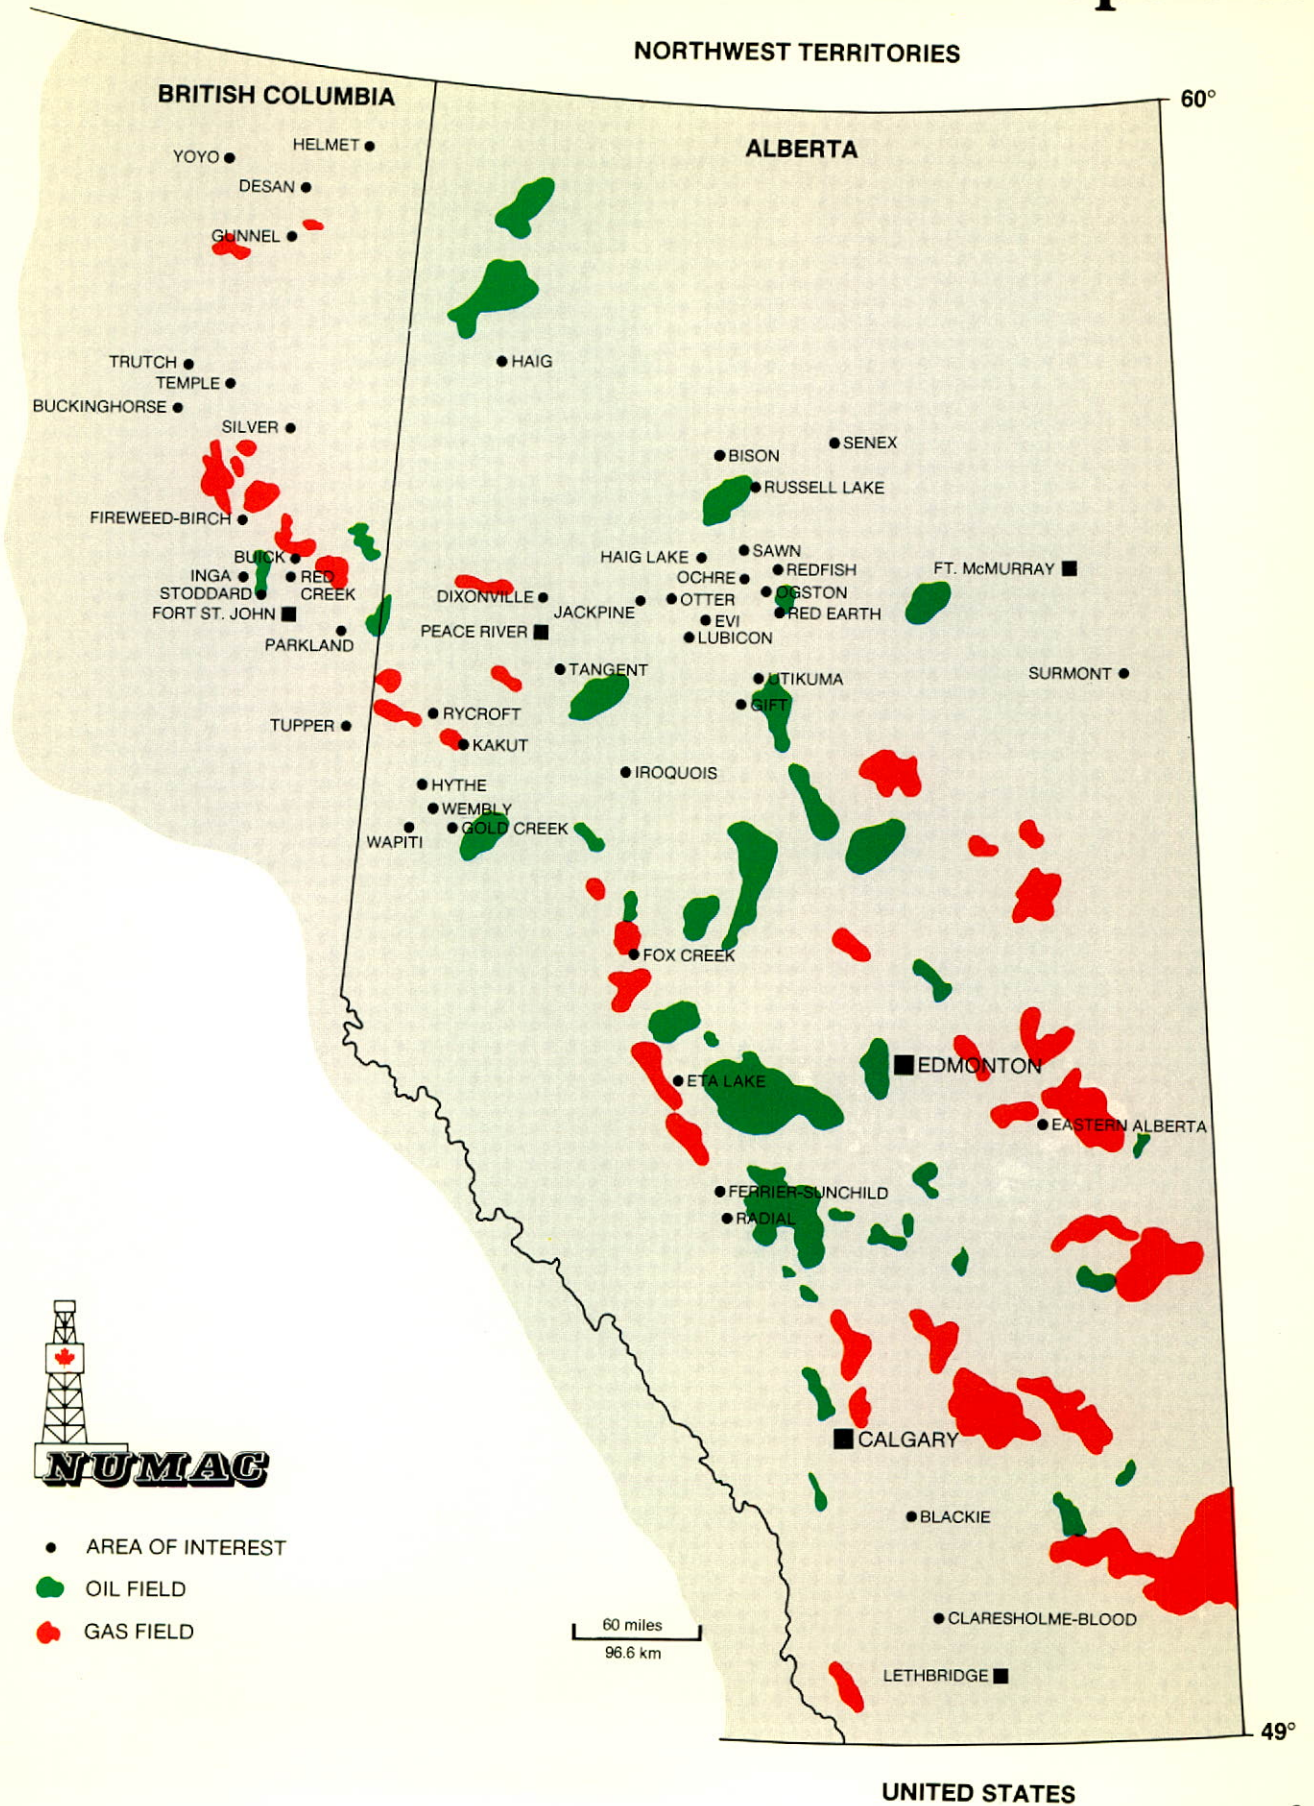 NORTHWEST TERRITORIES
60°
BRITISH COLUMBIA
ALBERTA
HELMET
YOYO
DESAN
GUNNEL
TRUTCH
HAIG
TEMPLE
BUCKINGHORSE
SILVER
SENEX
BISON
RUSSELL LAKE
FIREWEED-BIRCH
BUICK
HAIG LAKE
SAWN
REDFISH
FT. McMURRAY
INGA
RED
CREEK
OCHRE
STODDARD
DIXONVILLE
JACKPINE
OTTER
OGSTON
FORT ST. JOHN
RED EARTH
EVI
PEACE RIVER
LUBICON
PARKLAND
TANGENT
SURMONT
UTIKUMA
GIFT
RYCROFT
TUPPER
KAKUT
IROQUOIS
HYTHE
WEMBLY
GOLD CREEK
WAPITI
FOX CREEK
EDMONTON
ETA LAKE
EASTERN ALBERTA
FERRIER-SUNCHILD
RADIAL
CALGARY
NUMAC
BLACKIE
AREA OF INTEREST
OIL FIELD
GAS FIELD
60 miles
96.6 km
CLARESHOLME-BLOOD
LETHBRIDGE
49°
UNITED STATES